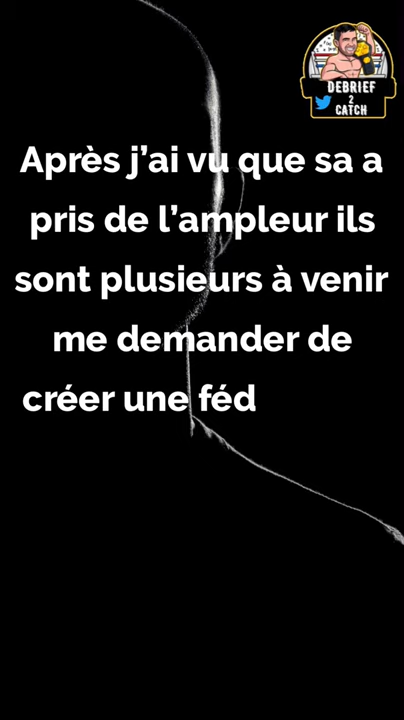 DEBRIEF
2
CATCH
Après j’ai vu que sa a
pris de l’ampleur ils
sont plusieurs à venir
me demander de
créer une féd